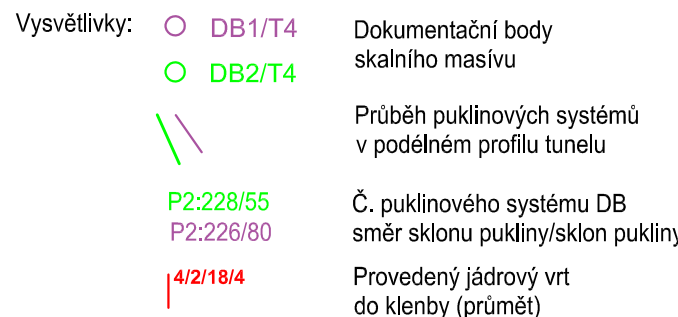 Vysvětlivky: DB1/T4 Dokumentační body
DB2/T4 skalního masívu
Průběh puklinových systémů
v podélném profilu tunelu
P2:228/55 Č. puklinového systému DB
P2:226/80 směr sklonu pukliny/sklon pukliny
4/2/18/4 Provedený jádrový vrt
do klenby (průmět)